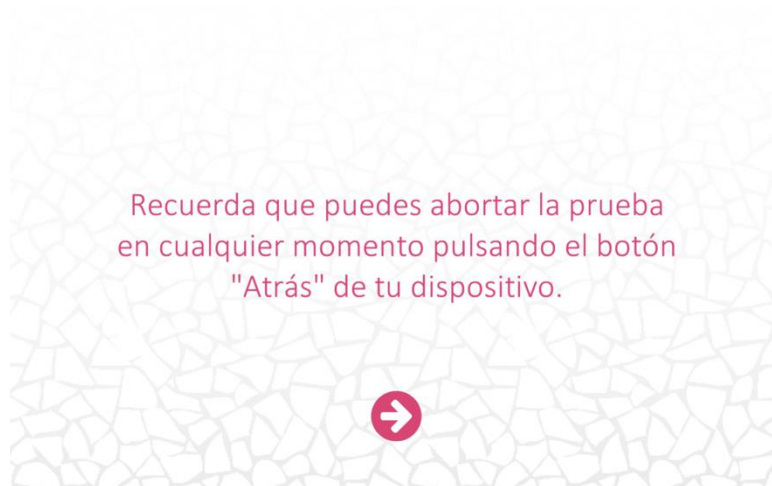 Recuerda que puedes abortar la prueba
en cualquier momento pulsando el botón
"Atrás" de tu dispositivo.